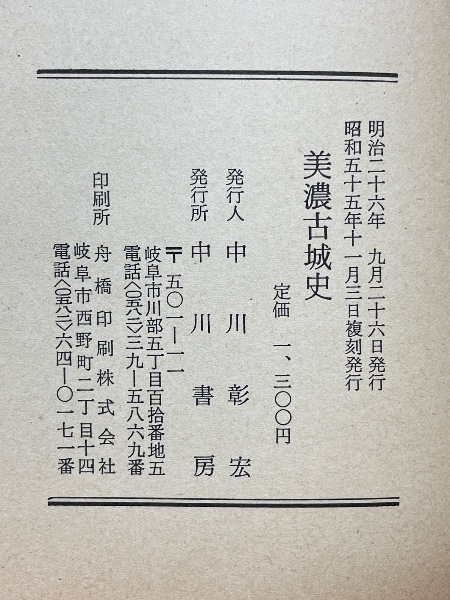 明治二十六年　九月二十六日発行
昭和五十五年十一月三日復刻発行
美濃古城史
定価　一、三〇〇円
発行人　中川彰宏
発行所　中川書房
〒五〇一―一一
岐阜市川部五丁目百拾番地五
電話〈〇五八二〉三九―五八六九番
印刷所　舟橋印刷株式会社
岐阜市西野町二丁目十四
電話〈〇五八二〉六四―〇一七一番